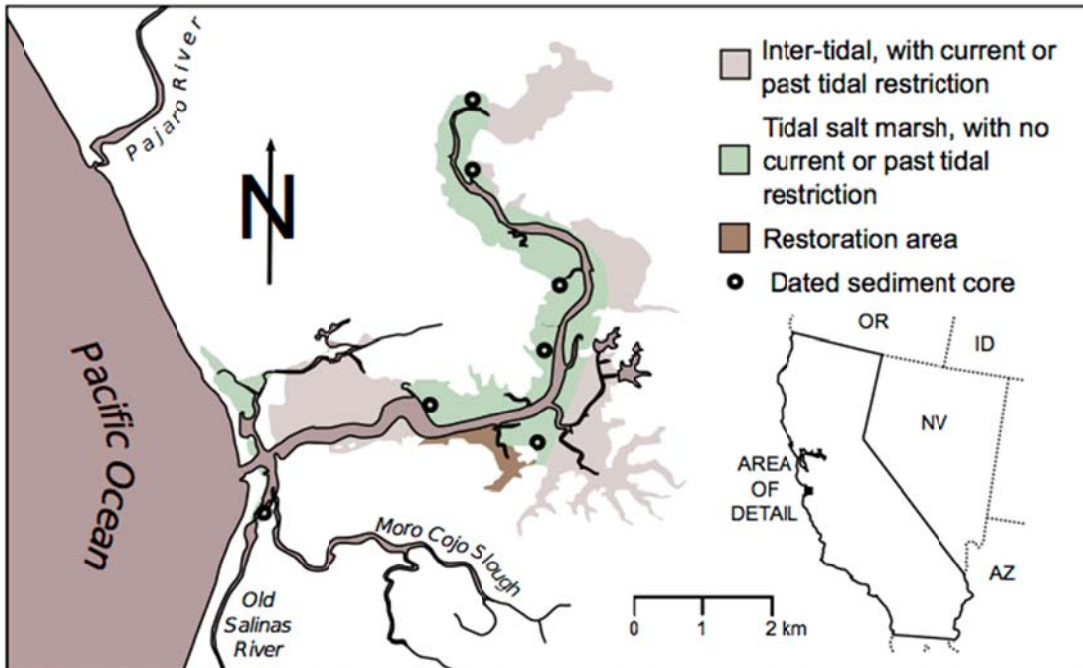 Pajaro River
N
Pacific Ocean
Old
Salinas
River
Moro Cojo Slough
Inter-tidal, with current or
past tidal restriction
Tidal salt marsh, with no
current or past tidal
restriction
Restoration area
Dated sediment core
OR
ID
NV
AREA
OF
DETAIL
AZ
0 1 2 km